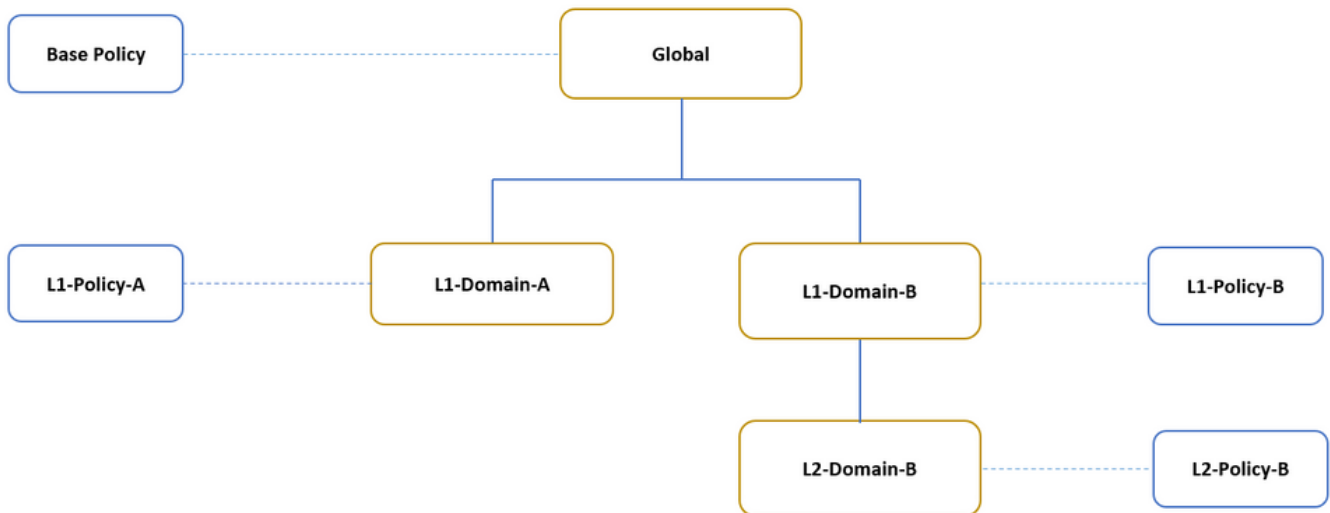 Base Policy
Global
L1-Policy-A
L1-Domain-A
L1-Domain-B
L1-Policy-B
L2-Domain-B
L2-Policy-B